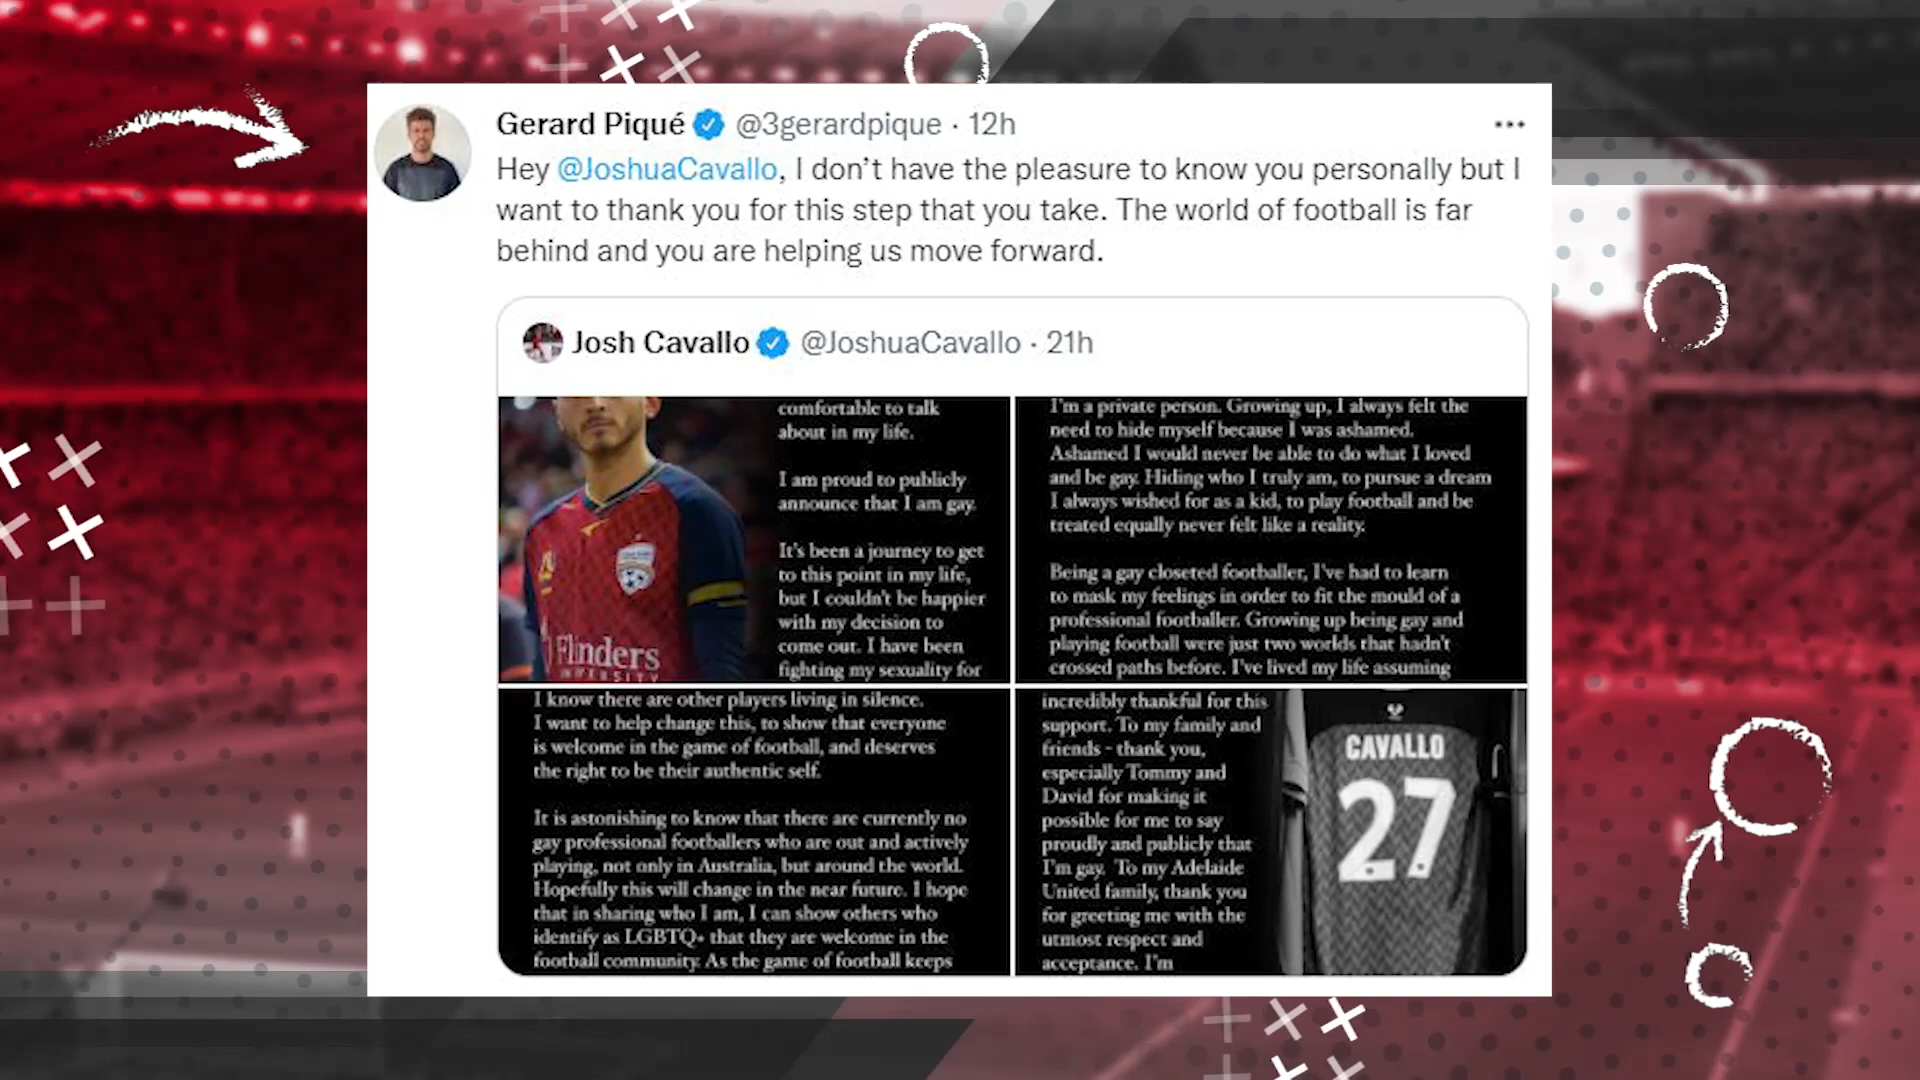 Gerard Piqué @3gerardpique · 12h
Hey @JoshuaCavallo, I don’t have the pleasure to know you personally but I
want to thank you for this step that you take. The world of football is far
behind and you are helping us move forward.
Josh Cavallo @JoshuaCavallo · 21h
comfortable to talk
about in my life.
I am proud to publicly
announce that I am gay.
It's been a journey to get
to this point in my life,
but I couldn't be happier
with my decision to
come out. I have been
fighting my sexuality for
Flinders
UNIVERSITY
I'm a private person. Growing up, I always felt the
need to hide myself because I was ashamed.
Ashamed I would never be able to do what I loved
and be gay. Hiding who I truly am, to pursue a dream
I always wished for as a kid, to play football and be
treated equally never felt like a reality.
Being a gay closeted footballer, I've had to learn
to mask my feelings in order to fit the mould of a
professional footballer. Growing up being gay and
playing football were just two worlds that hadn't
crossed paths before. I've lived my life assuming
I know there are other players living in silence.
I want to help change this, to show that everyone
is welcome in the game of football, and deserves
the right to be their authentic self.
It is astonishing to know that there are currently no
gay professional footballers who are out and actively
playing, not only in Australia, but around the world.
Hopefully this will change in the near future. I hope
that in sharing who I am, I can show others who
identify as LGBTQ+ that they are welcome in the
football community. As the game of football keeps
incredibly thankful for this
support. To my family and
friends - thank you,
especially Tommy and
David for making it
possible for me to say
proudly and publicly that
I'm gay. To my Adelaide
United family, thank you
for greeting me with the
utmost respect and
acceptance. I'm
CAVALLO
27